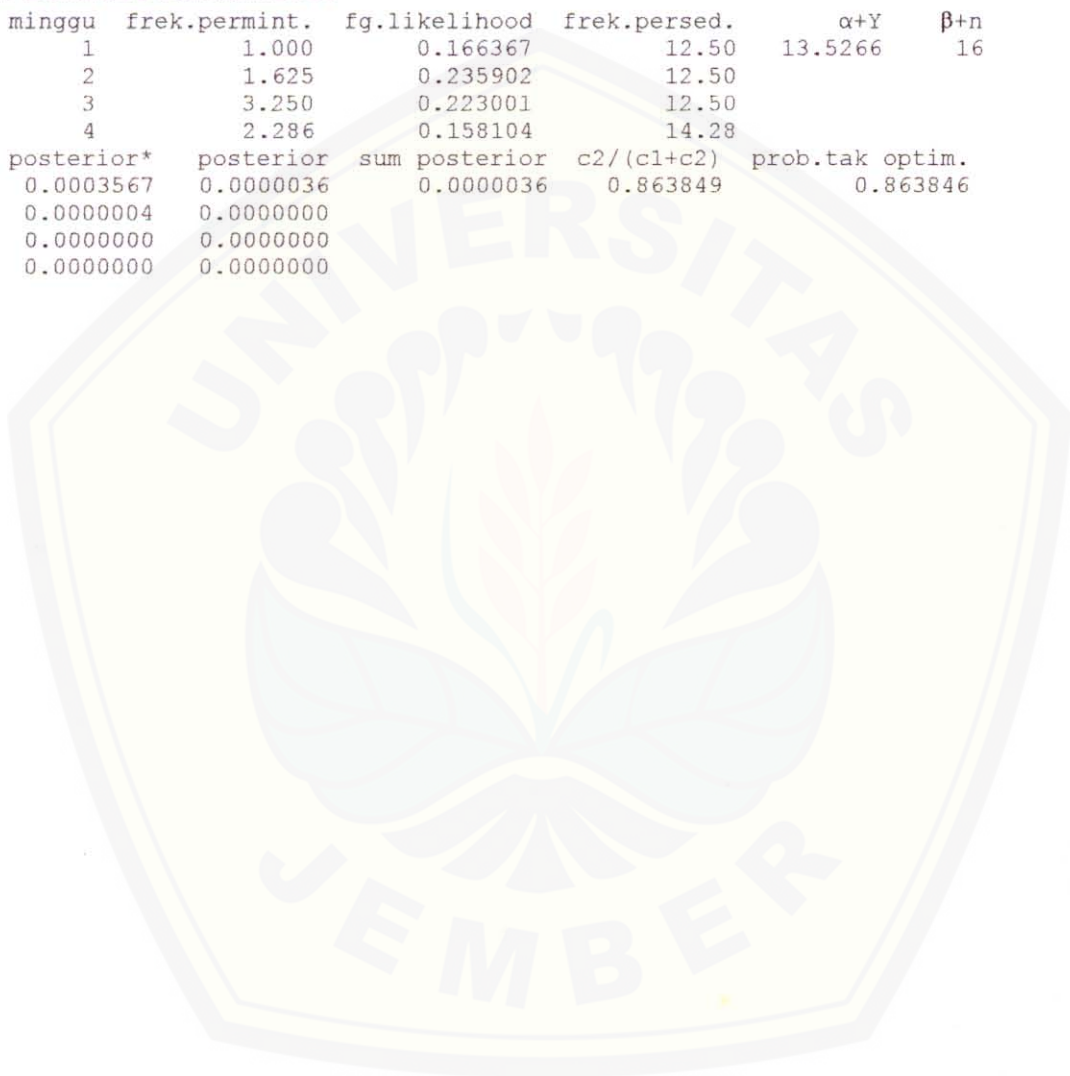 minggu frek.permint. fg.likelihood frek.persed. α+Y β+n
1 1.000 0.166367 12.50 13.5266 16
2 1.625 0.235902 12.50
3 3.250 0.223001 12.50
4 2.286 0.158104 14.28
posterior* posterior sum posterior c2/(c1+c2) prob.tak optim.
0.0003567 0.0000036 0.0000036 0.863849 0.863846
0.0000004 0.0000000
0.0000000 0.0000000
0.0000000 0.0000000
UNIVERSITAS
JEMBER